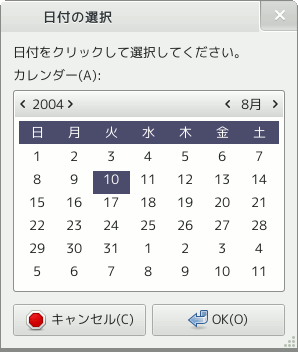 日付の選択
日付をクリックして選択してください。
カレンダー(A):
2004 8月
日 月 火 水 木 金 土
1 2 3 4 5 6 7
8 9 10 11 12 13 14
15 16 17 18 19 20 21
22 23 24 25 26 27 28
29 30 31 1 2 3 4
5 6 7 8 9 10 11
キャンセル(C) OK(O)